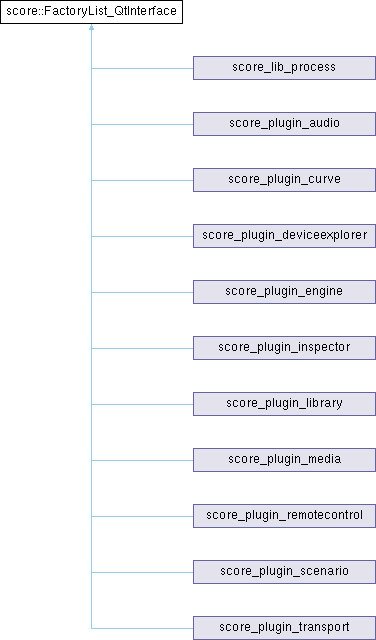 score::FactoryList_QtInterface
score_lib_process
score_plugin_audio
score_plugin_curve
score_plugin_deviceexplorer
score_plugin_engine
score_plugin_inspector
score_plugin_library
score_plugin_media
score_plugin_remotecontrol
score_plugin_scenario
score_plugin_transport